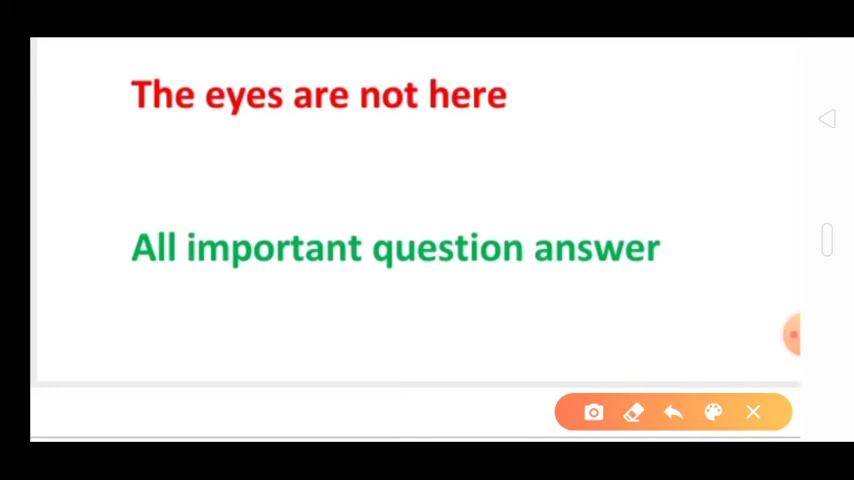 The eyes are not here
All important question answer